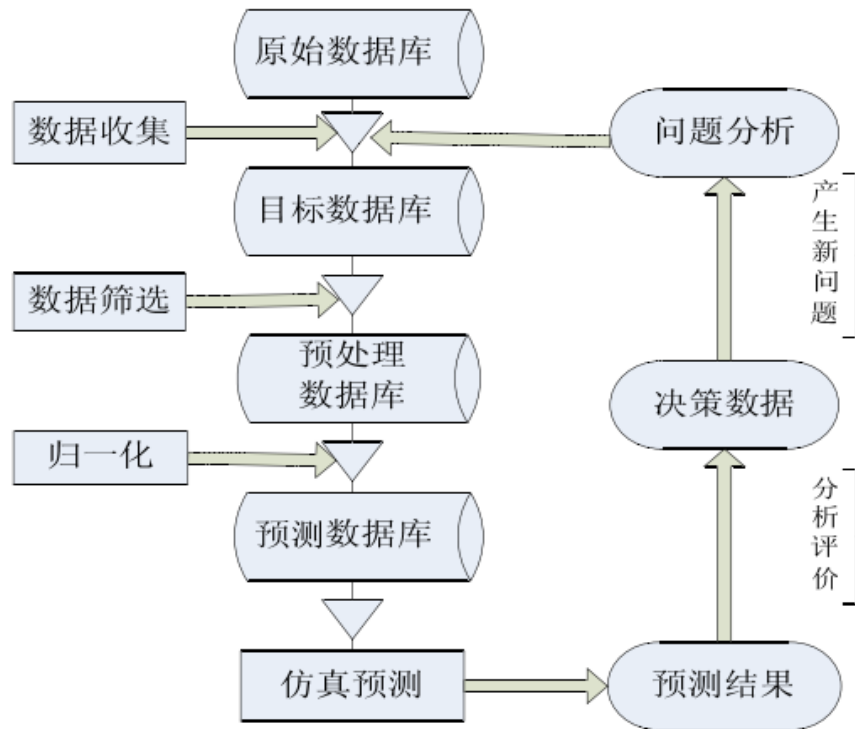 原始数据库
数据收集
问题分析
目标数据库
产生新问题
数据筛选
预处理
数据库
决策数据
归一化
预测数据库
分析评价
仿真预测
预测结果